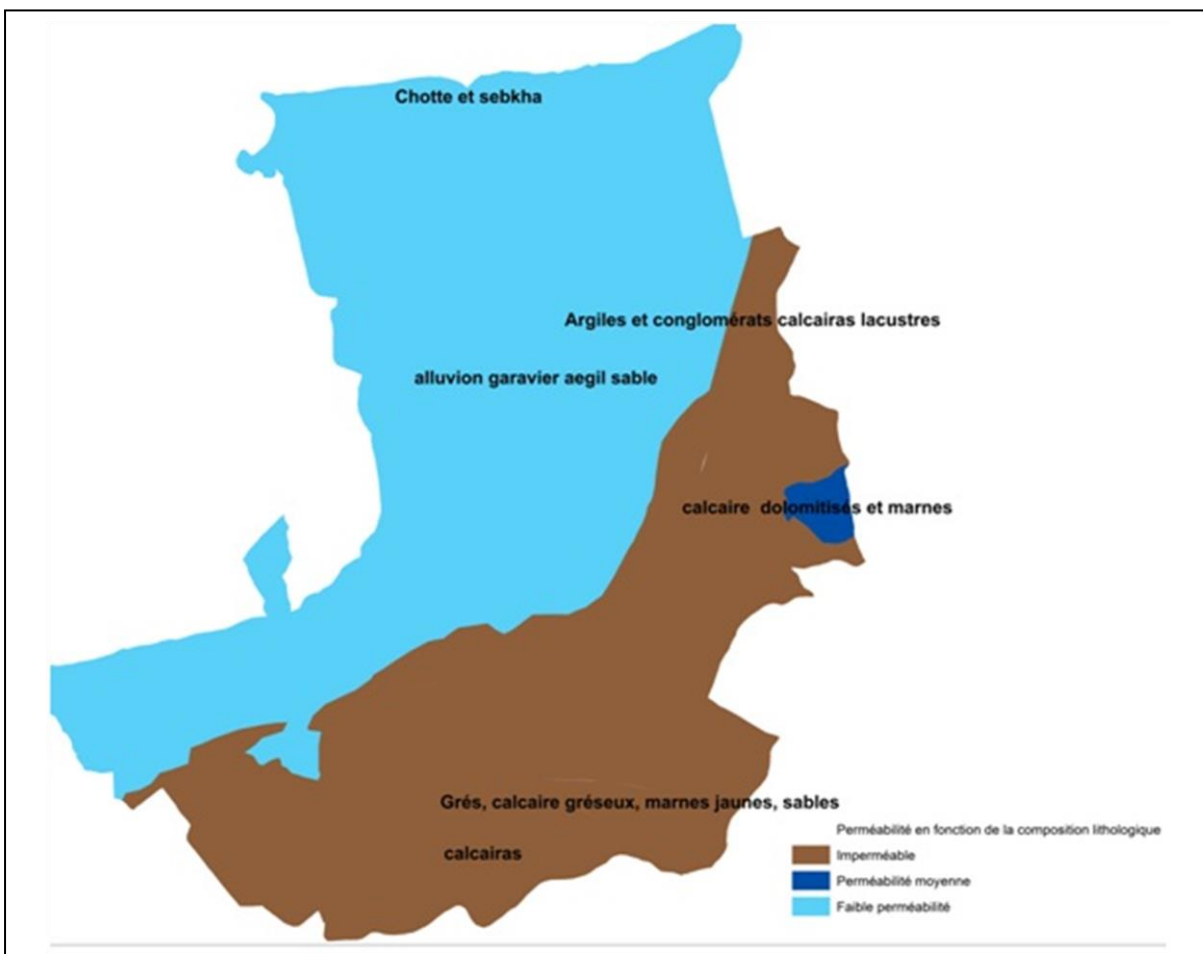 Chotte et sebkha
Argiles et conglomérats calcairas lacustres
alluvion garavier aegil sable
calcaire dolomitisés et marnes
Grés, calcaire gréseux, marnes jaunes, sables
calcairas
Perméabilité en fonction de la composition lithologique
Imperméable
Perméabilité moyenne
Faible perméabilité